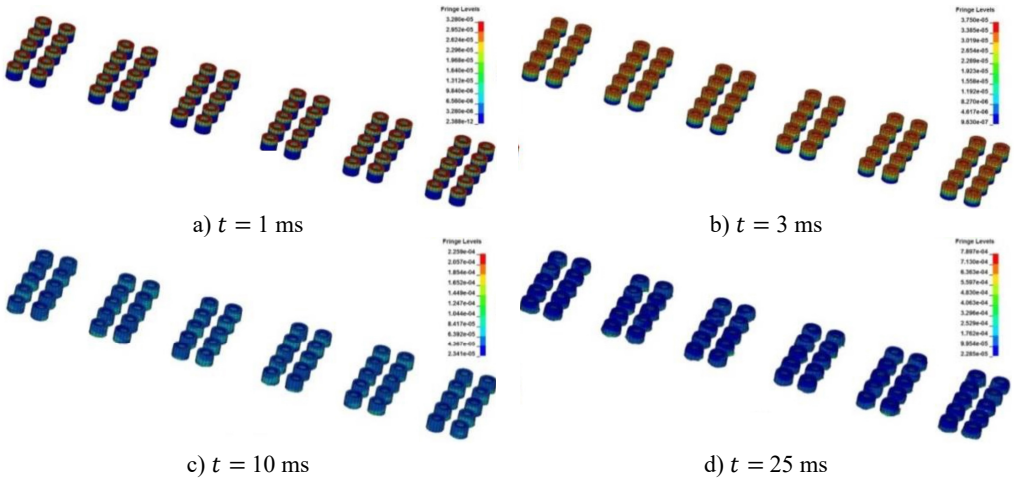 Fringe Levels
3.280e-05
2.952e-05
2.624e-05
2.296e-05
1.968e-05
1.640e-05
1.312e-05
9.840e-06
6.560e-06
3.280e-06
2.388e-12
a) t = 1 ms
Fringe Levels
3.750e-05
3.385e-05
3.019e-05
2.654e-05
2.289e-05
1.923e-05
1.558e-05
1.192e-05
8.270e-06
4.617e-06
9.630e-07
b) t = 3 ms
Fringe Levels
2.259e-04
2.057e-04
1.854e-04
1.652e-04
1.449e-04
1.247e-04
1.044e-04
8.417e-05
6.392e-05
4.367e-05
2.341e-05
c) t = 10 ms
Fringe Levels
7.897e-04
7.130e-04
6.363e-04
5.597e-04
4.830e-04
4.063e-04
3.296e-04
2.529e-04
1.762e-04
9.954e-05
2.285e-05
d) t = 25 ms